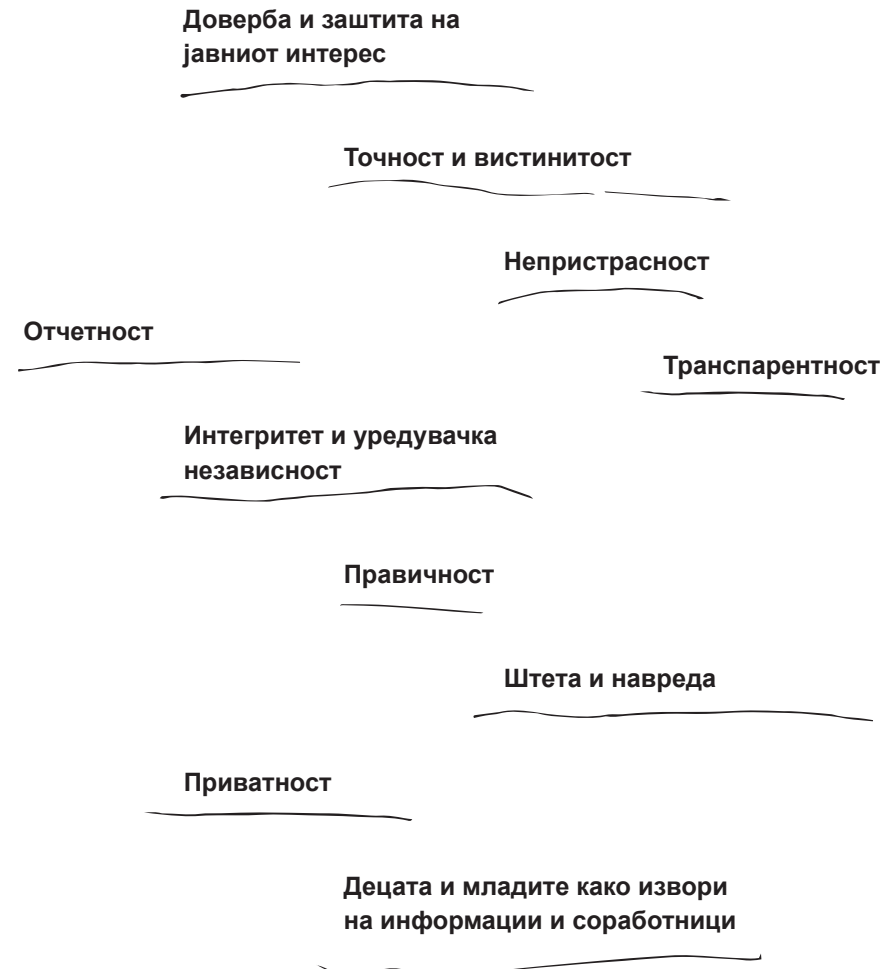 Доверба и заштита на
јавниот интерес
Точност и вистинитост
Непристрасност
Отчетност
Транспарентност
Интегритет и уредувачка
независност
Правичност
Штета и навреда
Приватност
Децата и младите како извори
на информации и соработници